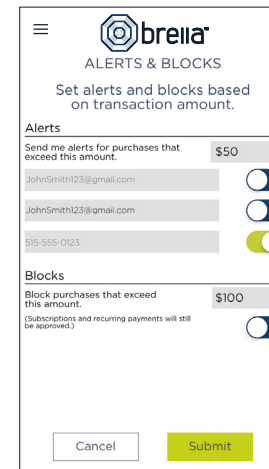 brella
ALERTS & BLOCKS
Set alerts and blocks based
on transaction amount.
Alerts
Send me alerts for purchases that
exceed this amount.
$50
JohnSmith123@gmail.com
JohnSmith123@gmail.com
515-555-0123
Blocks
Block purchases that exceed
this amount.
$100
(Subscriptions and recurring payments will still
be approved.)
Cancel
Submit